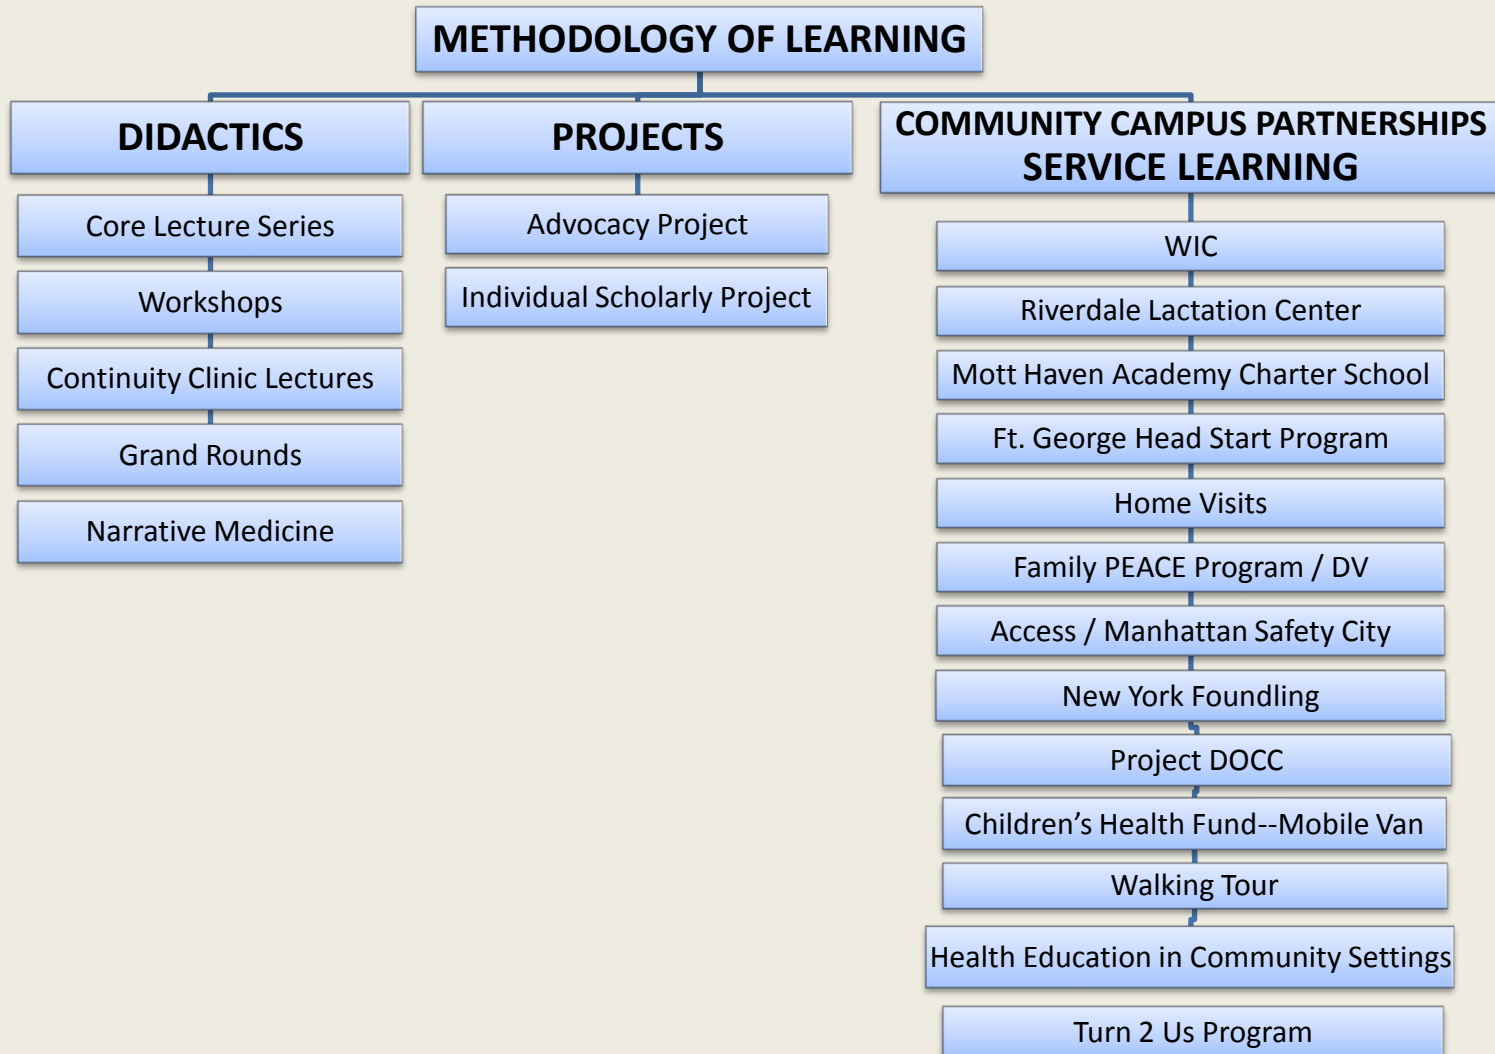 METHODOLOGY OF LEARNING
DIDACTICS
Core Lecture Series
Workshops
Continuity Clinic Lectures
Grand Rounds
Narrative Medicine
PROJECTS
Advocacy Project
Individual Scholarly Project
COMMUNITY CAMPUS PARTNERSHIPS
SERVICE LEARNING
WIC
Riverdale Lactation Center
Mott Haven Academy Charter School
Ft. George Head Start Program
Home Visits
Family PEACE Program / DV
Access / Manhattan Safety City
New York Foundling
Project DOCC
Children’s Health Fund--Mobile Van
Walking Tour
Health Education in Community Settings
Turn 2 Us Program